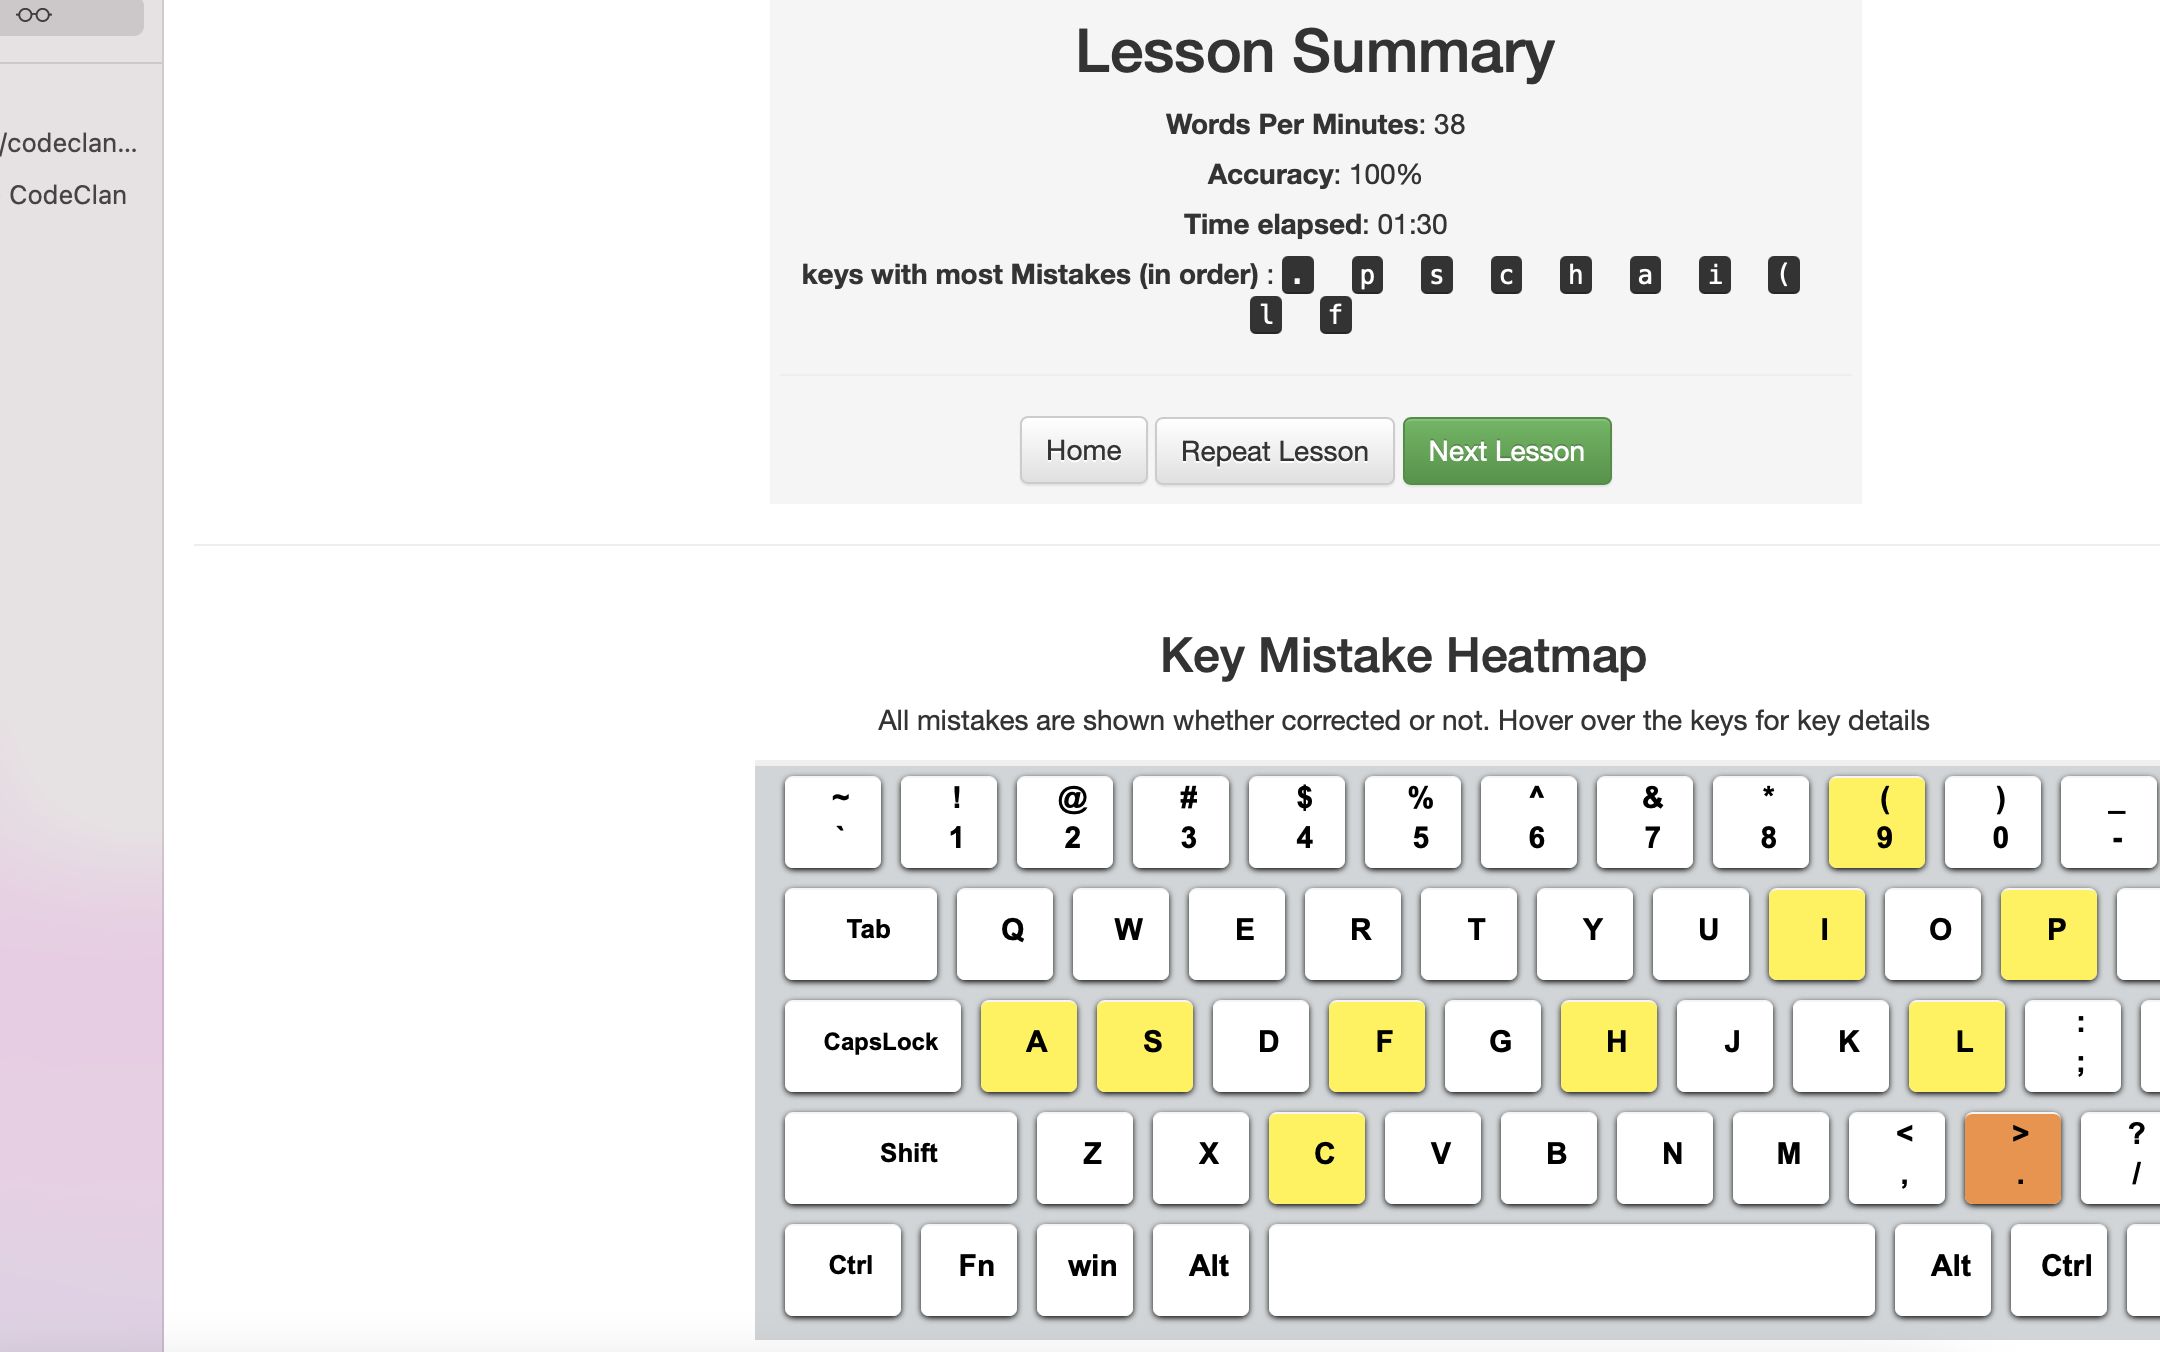 /codeclan...
CodeClan
Lesson Summary
Words Per Minutes: 38
Accuracy: 100%
Time elapsed: 01:30
keys with most Mistakes (in order) : . p s c h a i (
l f
Home Repeat Lesson Next Lesson
Key Mistake Heatmap
All mistakes are shown whether corrected or not. Hover over the keys for key details
~ ! @ # $ % ^ & * ( ) _
` 1 2 3 4 5 6 7 8 9 0 -
Tab Q W E R T Y U I O P
CapsLock A S D F G H J K L : ;
Shift Z X C V B N M < , > . ? /
Ctrl Fn win Alt Alt Ctrl